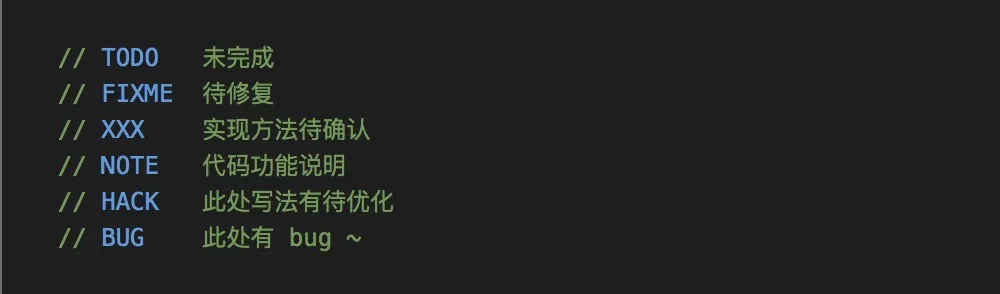 // TODO   未完成
// FIXME  待修复
// XXX    实现方法待确认
// NOTE   代码功能说明
// HACK   此处写法有待优化
// BUG    此处有 bug ~